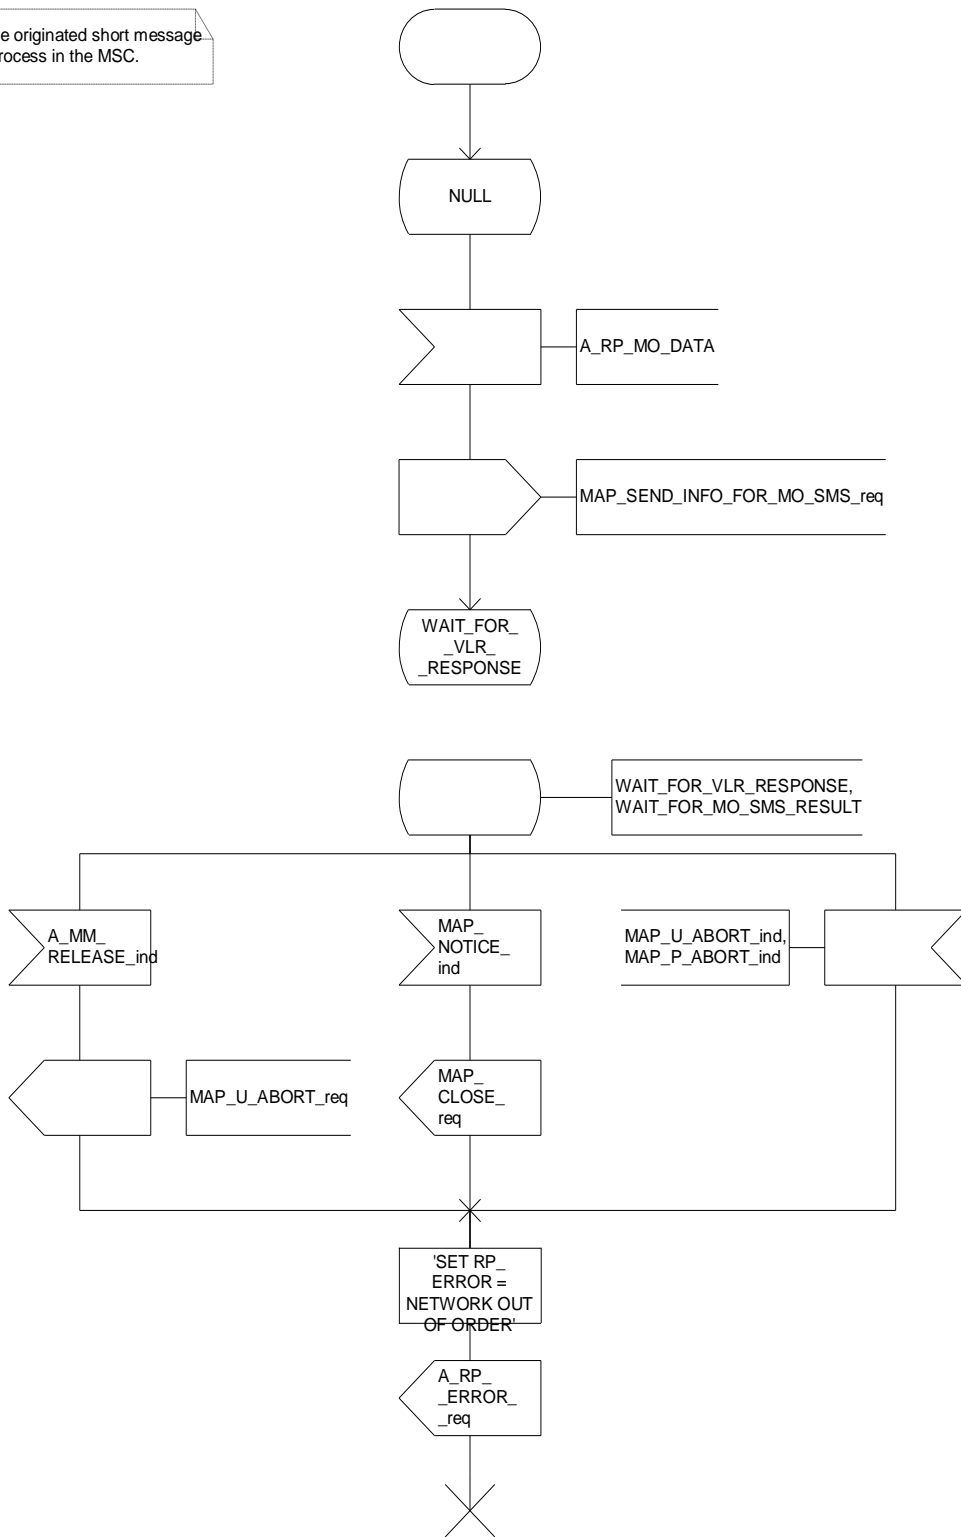 e originated short message
rocess in the MSC.
NULL
A_RP_MO_DATA
MAP_SEND_INFO_FOR_MO_SMS_req
WAIT_FOR_
_VLR_
_RESPONSE
WAIT_FOR_VLR_RESPONSE,
WAIT_FOR_MO_SMS_RESULT
A_MM_
RELEASE_ind
MAP_
NOTICE_
ind
MAP_U_ABORT_ind,
MAP_P_ABORT_ind
MAP_U_ABORT_req
MAP_
CLOSE_
req
'SET RP_
ERROR =
NETWORK OUT
OF ORDER'
A_RP_
_ERROR_
_req